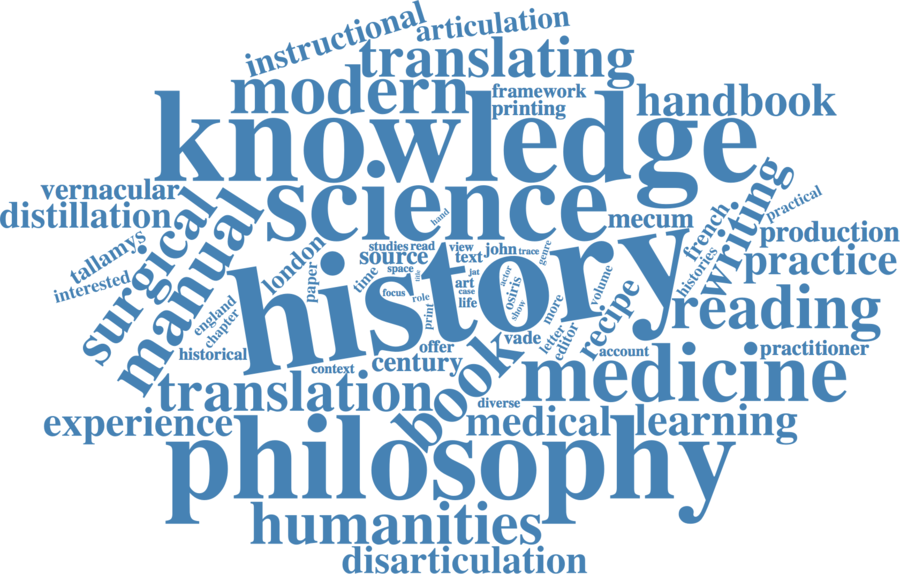 instructional
articulation
translating
modern
framework
printing
handbook
knowledge
vernacular
distillation
science
hand
surgical
manual
mecum
writing
practical
french
histories
production
practice
tallamys
interested
london
paper
studies
read
view
john
trace
genre
source
text
space
time
title
jat
actor
history
art
case
osiris
focus
role
life
show
volume
more
print
england
chapter
historical
reading
recipe
letter
editor
vade
offer
century
context
account
practitioner
translation
book
medicine
diverse
experience
medical
learning
philosophy
humanities
disarticulation